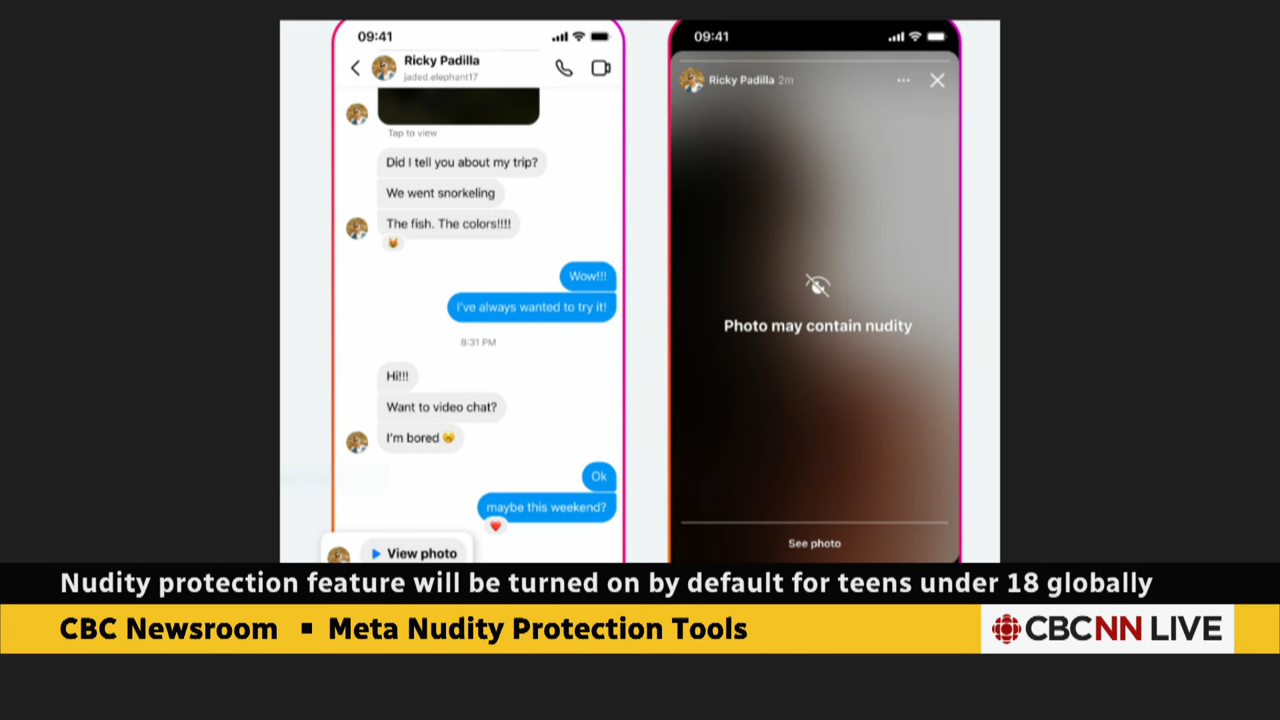 09:41
Ricky Padilla
jaded.elephant17
Tap to view
Did I tell you about my trip?
We went snorkeling
The fish. The colors!!!!
Wow!!!
I've always wanted to try it!
8:31 PM
Hi!!!
Want to video chat?
I'm bored 🥱
Ok
maybe this weekend?
View photo
09:41
Ricky Padilla 2m
Photo may contain nudity
See photo
Nudity protection feature will be turned on by default for teens under 18 globally
CBC Newsroom ▪ Meta Nudity Protection Tools
CBCNN LIVE